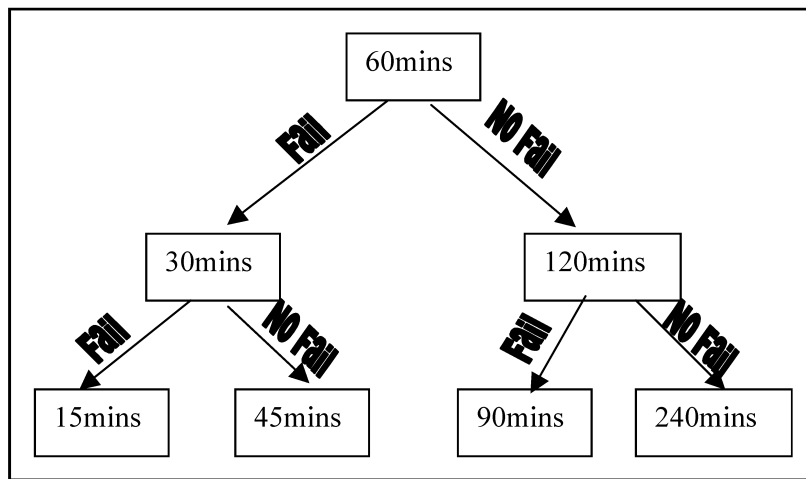 60mins
Fail
No Fail
30mins
120mins
Fail
No Fail
Fail
No Fail
15mins
45mins
90mins
240mins